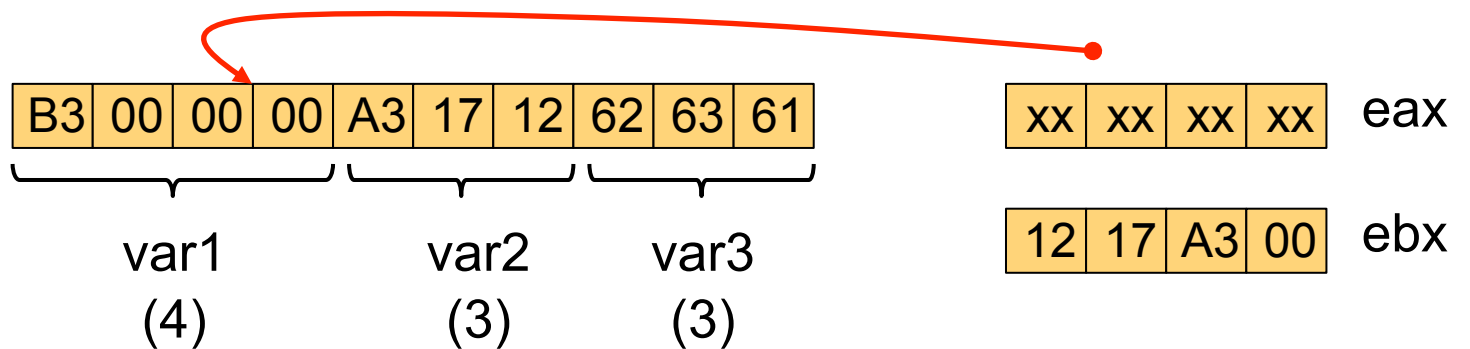 B3 00 00 00 A3 17 12 62 63 61
xx xx xx xx eax
12 17 A3 00 ebx
var1 var2 var3
(4) (3) (3)